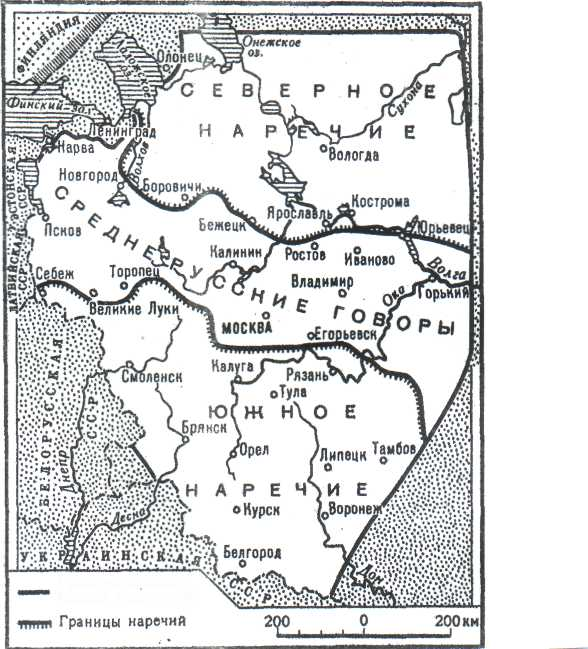 ФИНЛЯНДИЯ
Онежское
оз.
Ладожское
оз.
Олонец
СЕВЕРНОЕ
Сухона
Финский зал.
Ленинград
НАРЕЧИЕ
Нарва
Волхов
Вологда
ЭСТОНСКАЯ
ССР
Новгород
Боровичи
Кострома
Ярославль
Юрьевец
Псков
Бежецк
СРЕДНЕРУССКИЕ ГОВОРЫ
Калинин
Ростов
Иваново
Волга
ЛАТВИЙСКАЯ
ССР
Себеж
Торопец
Владимир
Ока
Горький
Великие Луки
МОСКВА
Егорьевск
Смоленск
Калуга
Рязань
Тула
БЕЛОРУССКАЯ
ССР
ЮЖНОЕ
Брянск
Орел
Липецк
Тамбов
Днепр
НАРЕЧИЕ
Десна
Курск
Воронеж
УКРАИНСКАЯ
ССР
Белгород
Дон
Границы наречий
200 0 200 км